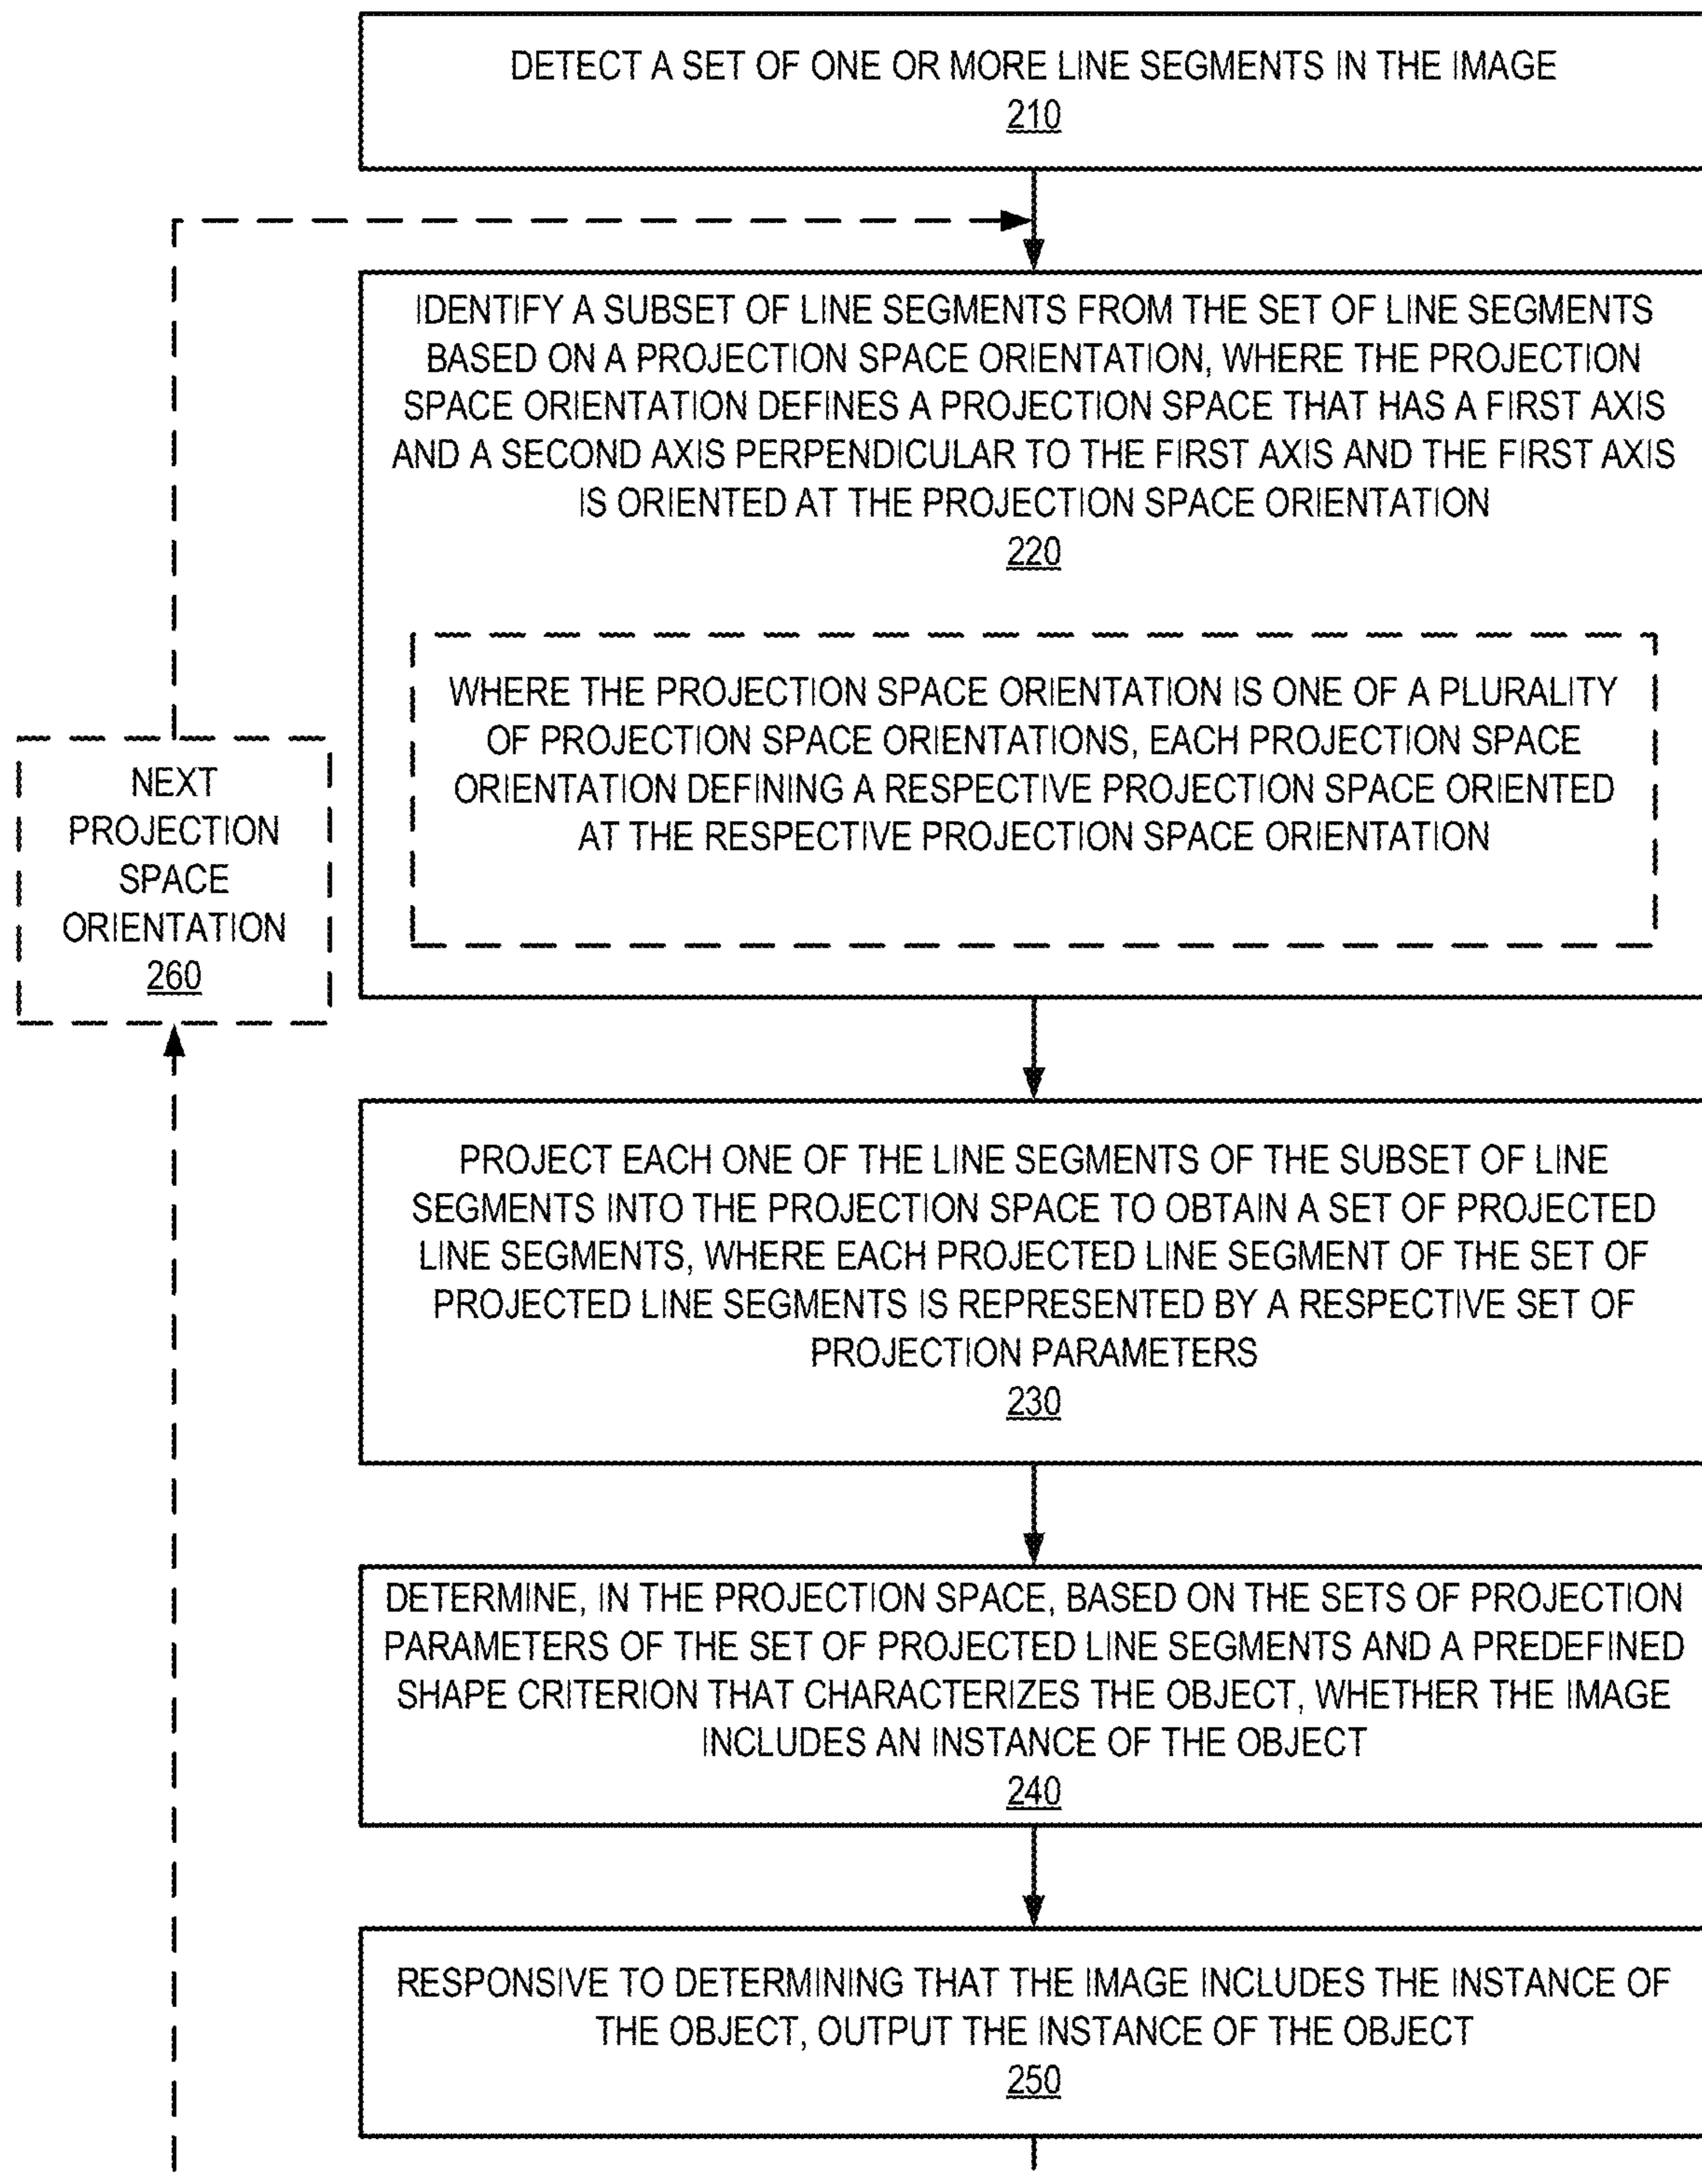 DETECT A SET OF ONE OR MORE LINE SEGMENTS IN THE IMAGE
210
IDENTIFY A SUBSET OF LINE SEGMENTS FROM THE SET OF LINE SEGMENTS
BASED ON A PROJECTION SPACE ORIENTATION, WHERE THE PROJECTION
SPACE ORIENTATION DEFINES A PROJECTION SPACE THAT HAS A FIRST AXIS
AND A SECOND AXIS PERPENDICULAR TO THE FIRST AXIS AND THE FIRST AXIS
IS ORIENTED AT THE PROJECTION SPACE ORIENTATION
220
WHERE THE PROJECTION SPACE ORIENTATION IS ONE OF A PLURALITY
OF PROJECTION SPACE ORIENTATIONS, EACH PROJECTION SPACE
ORIENTATION DEFINING A RESPECTIVE PROJECTION SPACE ORIENTED
AT THE RESPECTIVE PROJECTION SPACE ORIENTATION
NEXT
PROJECTION
SPACE
ORIENTATION
260
PROJECT EACH ONE OF THE LINE SEGMENTS OF THE SUBSET OF LINE
SEGMENTS INTO THE PROJECTION SPACE TO OBTAIN A SET OF PROJECTED
LINE SEGMENTS, WHERE EACH PROJECTED LINE SEGMENT OF THE SET OF
PROJECTED LINE SEGMENTS IS REPRESENTED BY A RESPECTIVE SET OF
PROJECTION PARAMETERS
230
DETERMINE, IN THE PROJECTION SPACE, BASED ON THE SETS OF PROJECTION
PARAMETERS OF THE SET OF PROJECTED LINE SEGMENTS AND A PREDEFINED
SHAPE CRITERION THAT CHARACTERIZES THE OBJECT, WHETHER THE IMAGE
INCLUDES AN INSTANCE OF THE OBJECT
240
RESPONSIVE TO DETERMINING THAT THE IMAGE INCLUDES THE INSTANCE OF
THE OBJECT, OUTPUT THE INSTANCE OF THE OBJECT
250